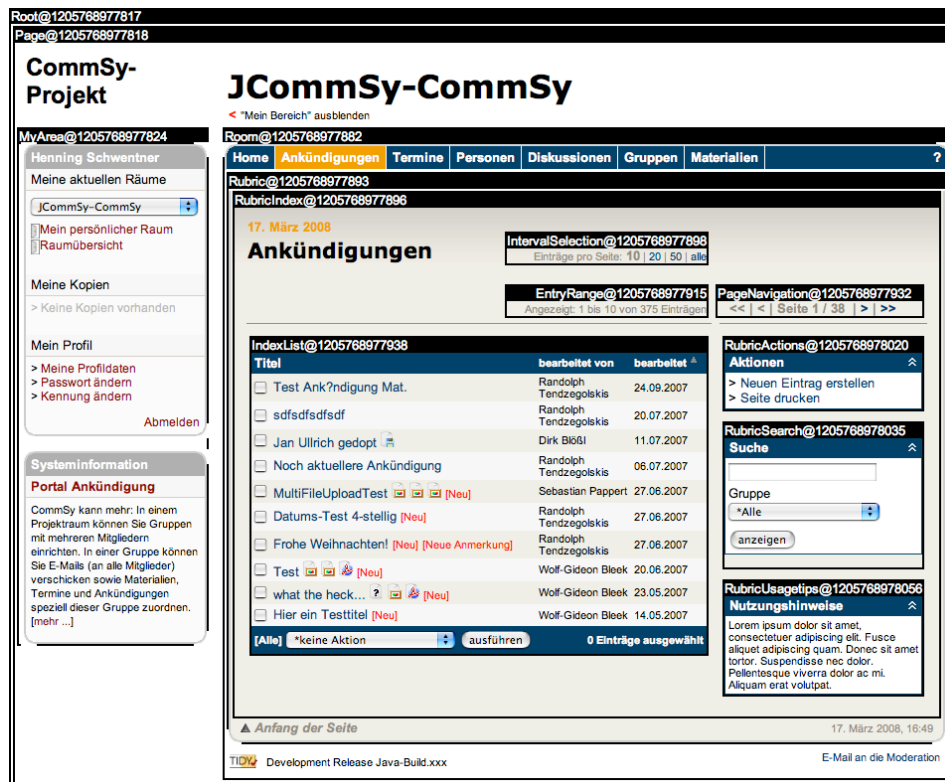 Root@1205768977817
Page@1205768977818
CommSy-
Projekt
JCommSy-CommSy
< "Mein Bereich" ausblenden
MyArea@1205768977824
Henning Schwentner
Meine aktuellen Räume
JCommSy-CommSy
Mein persönlicher Raum
Raumübersicht
Meine Kopien
> Keine Kopien vorhanden
Mein Profil
> Meine Profildaten
> Passwort ändern
> Kennung ändern
Abmelden
Systeminformation
Portal Ankündigung
CommSy kann mehr: In einem
Projektraum können Sie Gruppen
mit mehreren Mitgliedern
einrichten. In einer Gruppe können
Sie E-Mails (an alle Mitglieder)
verschicken sowie Materialien,
Termine und Ankündigungen
speziell dieser Gruppe zuordnen.
[mehr ...]
Room@1205768977882
Home Ankündigungen Termine Personen Diskussionen Gruppen Materialien ?
Rubric@1205768977893
RubricIndex@1205768977896
17. März 2008
Ankündigungen
IntervalSelection@1205768977898
Einträge pro Seite: 10 | 20 | 50 | alle
EntryRange@1205768977915
Angezeigt: 1 bis 10 von 375 Einträgen
PageNavigation@1205768977932
<< | < | Seite 1 / 38 | > | >>
IndexList@1205768977938
Titel bearbeitet von bearbeitet
Test Ank?ndigung Mat. Randolph Tendzegolskis 24.09.2007
sdfsdfsdfsdf Randolph Tendzegolskis 20.07.2007
Jan Ullrich gedopt Dirk Blößl 11.07.2007
Noch aktuellere Ankündigung Randolph Tendzegolskis 06.07.2007
MultiFileUploadTest [Neu] Sebastian Pappert 27.06.2007
Datums-Test 4-stellig [Neu] Randolph Tendzegolskis 27.06.2007
Frohe Weihnachten! [Neu] [Neue Anmerkung] Randolph Tendzegolskis 27.06.2007
Test [Neu] Wolf-Gideon Bleek 20.06.2007
what the heck... ? [Neu] Wolf-Gideon Bleek 23.05.2007
Hier ein Testtitel [Neu] Wolf-Gideon Bleek 14.05.2007
[Alle] *keine Aktion ausführen 0 Einträge ausgewählt
RubricActions@1205768978020
Aktionen
> Neuen Eintrag erstellen
> Seite drucken
RubricSearch@1205768978035
Suche
Gruppe
*Alle
anzeigen
RubricUsagetips@1205768978056
Nutzungshinweise
Lorem ipsum dolor sit amet,
consectetuer adipiscing elit. Fusce
aliquet adipiscing quam. Donec sit amet
tortor. Suspendisse nec dolor.
Pellentesque viverra dolor ac mi.
Aliquam erat volutpat.
Anfang der Seite 17. März 2008, 16:49
TIDY Development Release Java-Build.xxx E-Mail an die Moderation